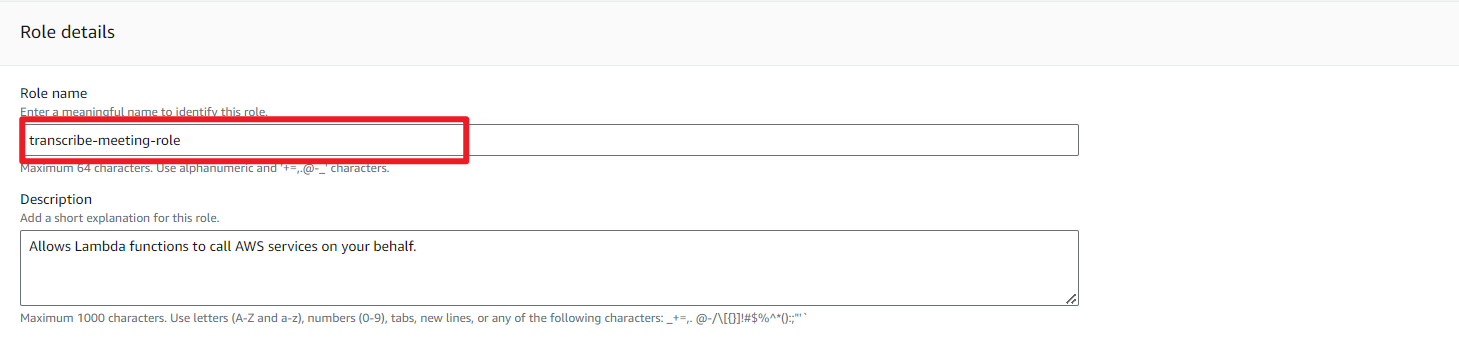 Role details
Role name
Enter a meaningful name to identify this role.
transcribe-meeting-role
Maximum 64 characters. Use alphanumeric and '+=,.@-_' characters.
Description
Add a short explanation for this role.
Allows Lambda functions to call AWS services on your behalf.
Maximum 1000 characters. Use letters (A-Z and a-z), numbers (0-9), tabs, new lines, or any of the following characters: _+=,. @-/\[{}]!#$%^*();:"'`